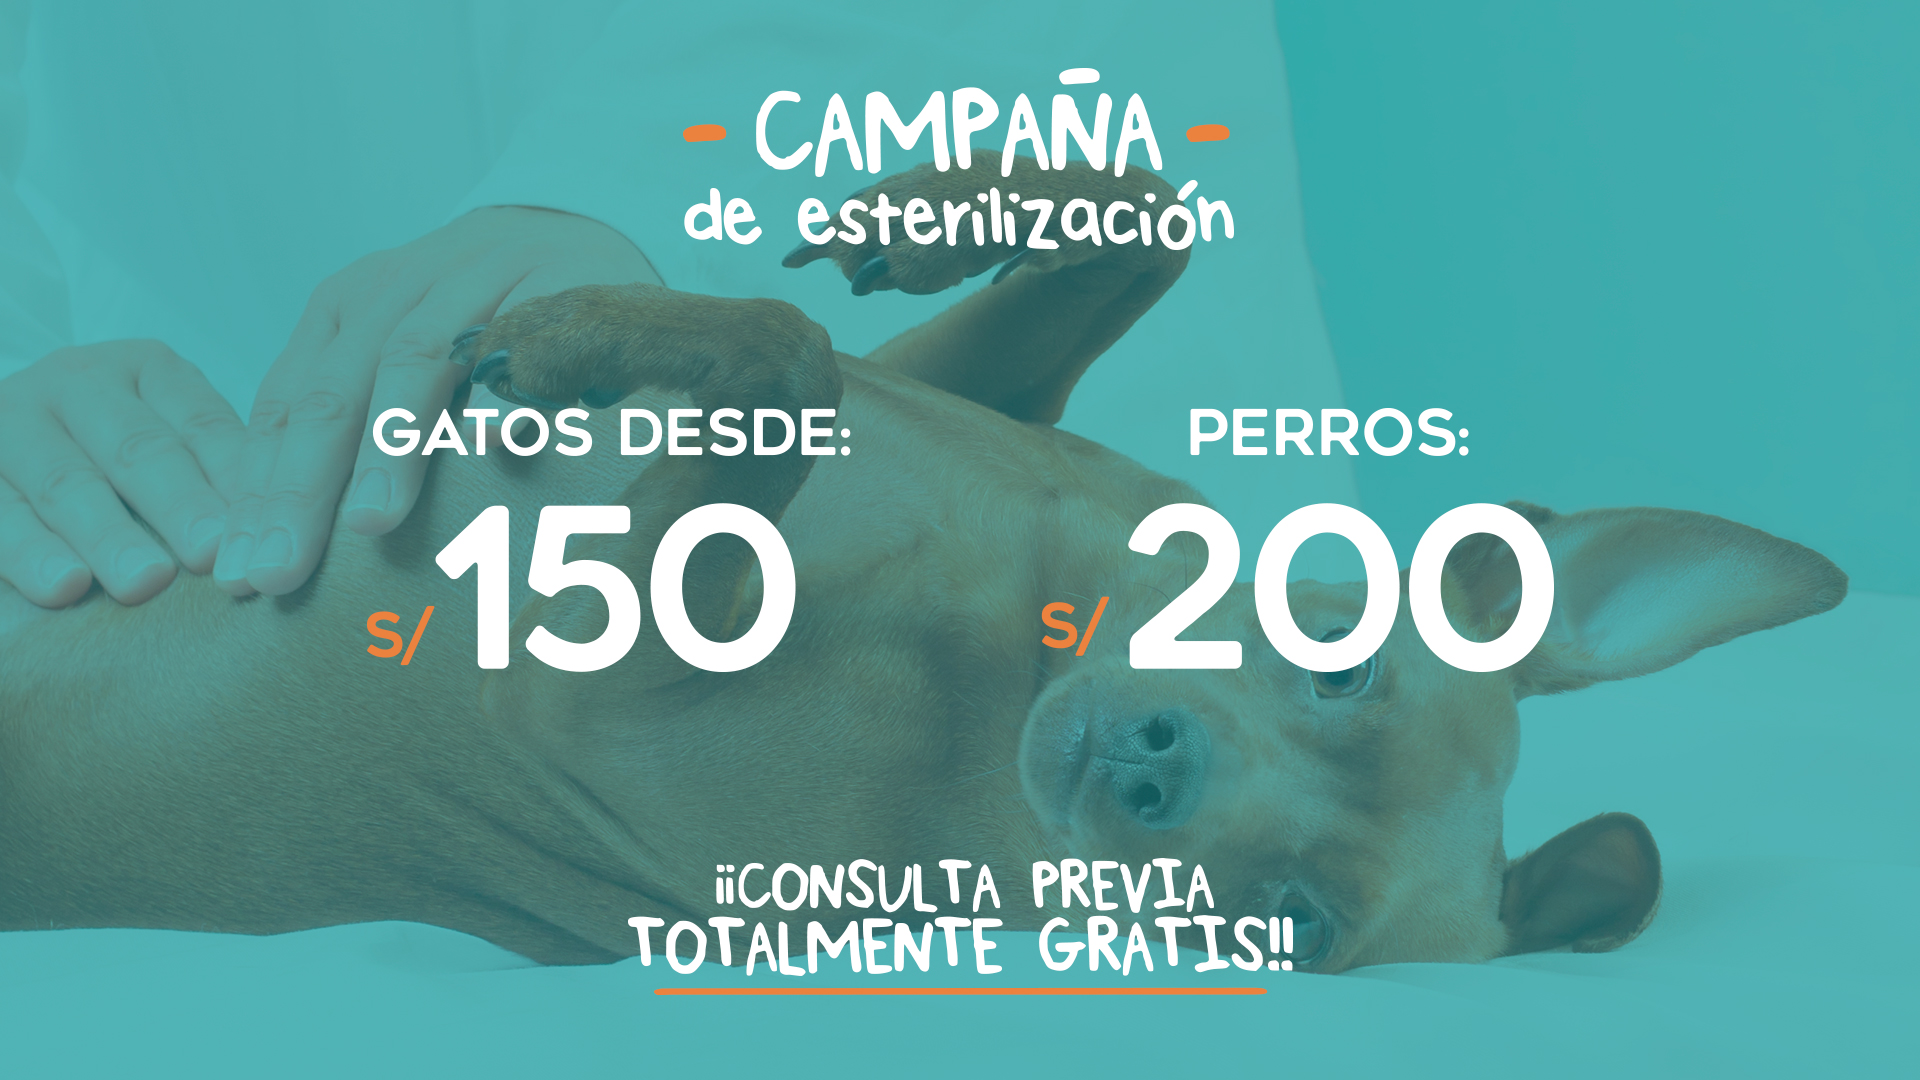 - CAMPAÑA -
de esterilización
GATOS DESDE:
S/150
PERROS:
S/200
¡¡CONSULTA PREVIA
TOTALMENTE GRATIS!!